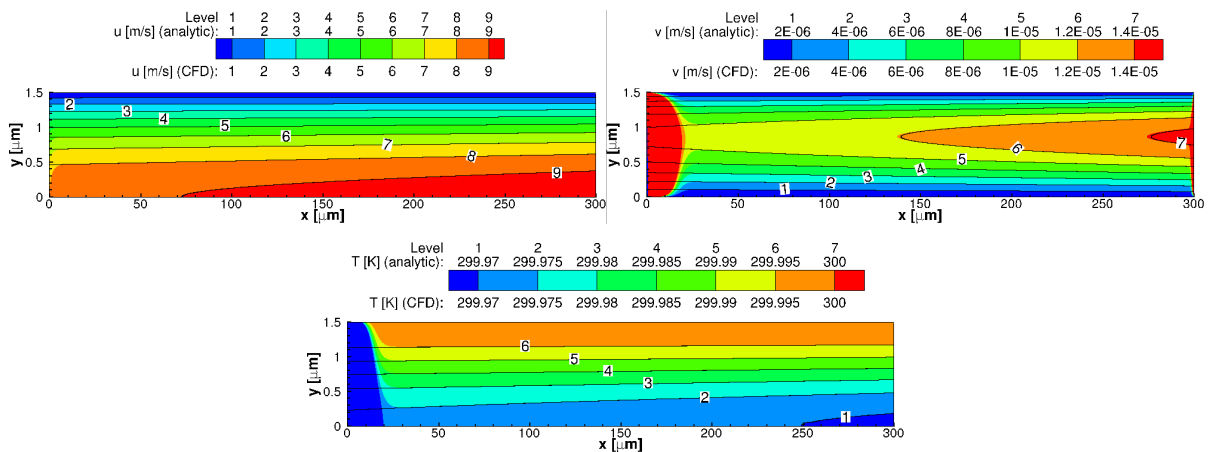 Level 1 2 3 4 5 6 7 8 9
u [m/s] (analytic): 1 2 3 4 5 6 7 8 9
u [m/s] (CFD): 1 2 3 4 5 6 7 8 9
1.5
1
0.5
0
y [μm]
2 3 4 5 6 7 8 9
0 50 100 150 200 250 300
x [μm]
Level 1 2 3 4 5 6 7
v [m/s] (analytic): 2E-06 4E-06 6E-06 8E-06 1E-05 1.2E-05 1.4E-05
v [m/s] (CFD): 2E-06 4E-06 6E-06 8E-06 1E-05 1.2E-05 1.4E-05
1.5
1
0.5
0
y [μm]
1 2 3 4 5 6 7
0 50 100 150 200 250 300
x [μm]
Level 1 2 3 4 5 6 7
T [K] (analytic): 299.97 299.975 299.98 299.985 299.99 299.995 300
T [K] (CFD): 299.97 299.975 299.98 299.985 299.99 299.995 300
1.5
1
0.5
0
y [μm]
6 5 4 3 2 1
0 50 100 150 200 250 300
x [μm]